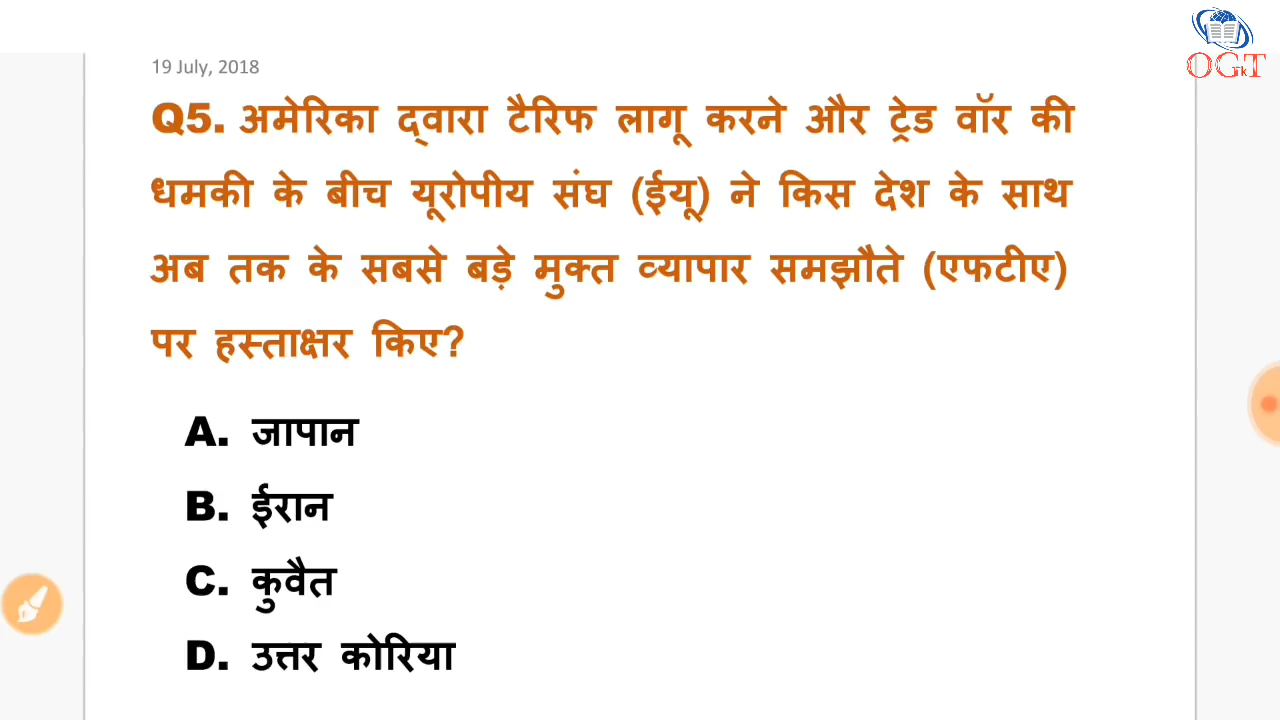 19 July, 2018
OGT
Tk
Q5. अमेरिका द्वारा टैरिफ लागू करने और ट्रेड वॉर की
धमकी के बीच यूरोपीय संघ (ईयू) ने किस देश के साथ
अब तक के सबसे बड़े मुक्त व्यापार समझौते (एफटीए)
पर हस्ताक्षर किए?
A. जापान
B. ईरान
C. कुवैत
D. उत्तर कोरिया